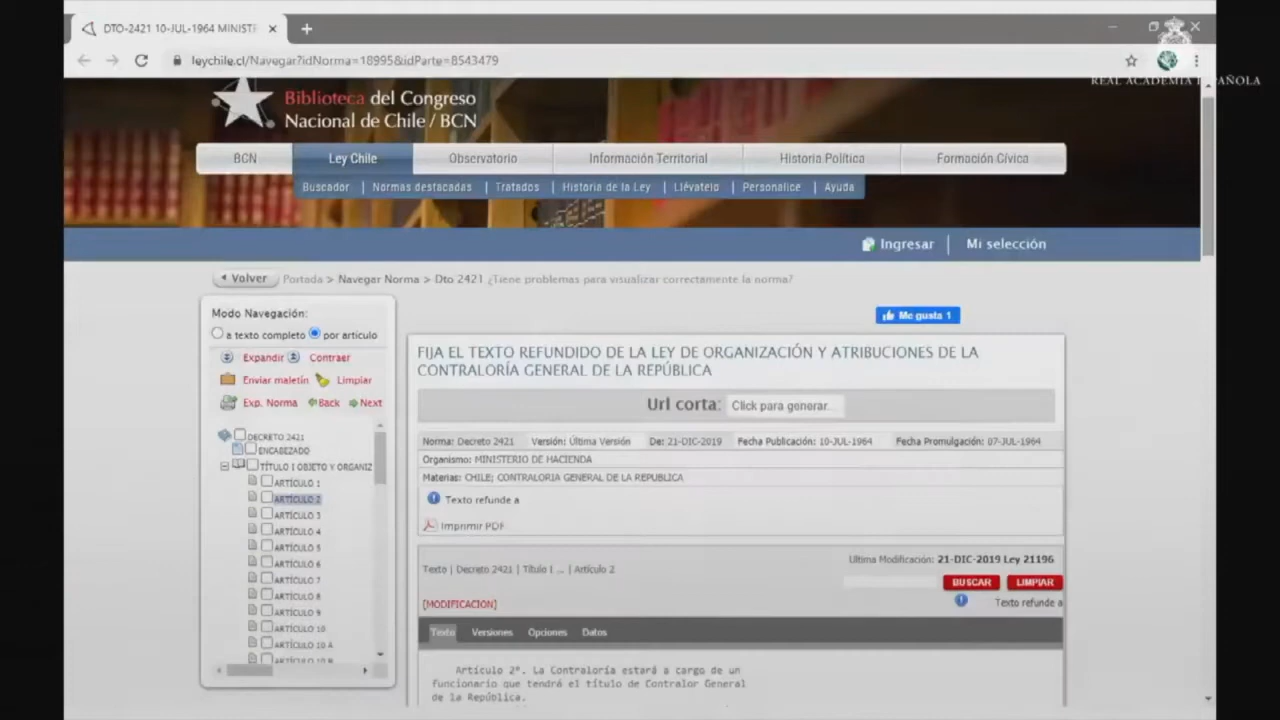 DTO-2421 10-JUL-1964 MINIST
leychile.cl/Navegar?idNorma=18995&idParte=8543479
REAL ACADEMIA ESPAÑOLA
Biblioteca del Congreso
Nacional de Chile / BCN
BCN Ley Chile Observatorio Información Territorial Historia Política Formación Cívica
Buscador | Normas destacadas | Tratados | Historia de la Ley | Llévatelo | Personalice | Ayuda
Ingresar | Mi selección
Volver Portada > Navegar Norma > Dto 2421 ¿Tiene problemas para visualizar correctamente la norma?
Modo Navegación:
a texto completo por artículo
Expandir Contraer
Enviar maletín Limpiar
Exp. Norma Back Next
DECRETO 2421
ENCABEZADO
TÍTULO I OBJETO Y ORGANIZ
ARTÍCULO 1
ARTÍCULO 2
ARTÍCULO 3
ARTÍCULO 4
ARTÍCULO 5
ARTÍCULO 6
ARTÍCULO 7
ARTÍCULO 8
ARTÍCULO 9
ARTÍCULO 10
ARTÍCULO 10 A
ARTÍCULO 10 B
Me gusta 1
FIJA EL TEXTO REFUNDIDO DE LA LEY DE ORGANIZACIÓN Y ATRIBUCIONES DE LA
CONTRALORÍA GENERAL DE LA REPÚBLICA
Url corta: Click para generar...
Norma: Decreto 2421 Versión: Última Versión De: 21-DIC-2019 Fecha Publicación: 10-JUL-1964 Fecha Promulgación: 07-JUL-1964
Organismo: MINISTERIO DE HACIENDA
Materias: CHILE; CONTRALORIA GENERAL DE LA REPUBLICA
Texto refunde a
Imprimir PDF
Ultima Modificación: 21-DIC-2019 Ley 21196
Texto | Decreto 2421 | Título I ... | Artículo 2
BUSCAR LIMPIAR
[MODIFICACION] Texto refunde a
Texto Versiones Opciones Datos
Artículo 2°. La Contraloría estará a cargo de un
funcionario que tendrá el título de Contralor General
de la República.